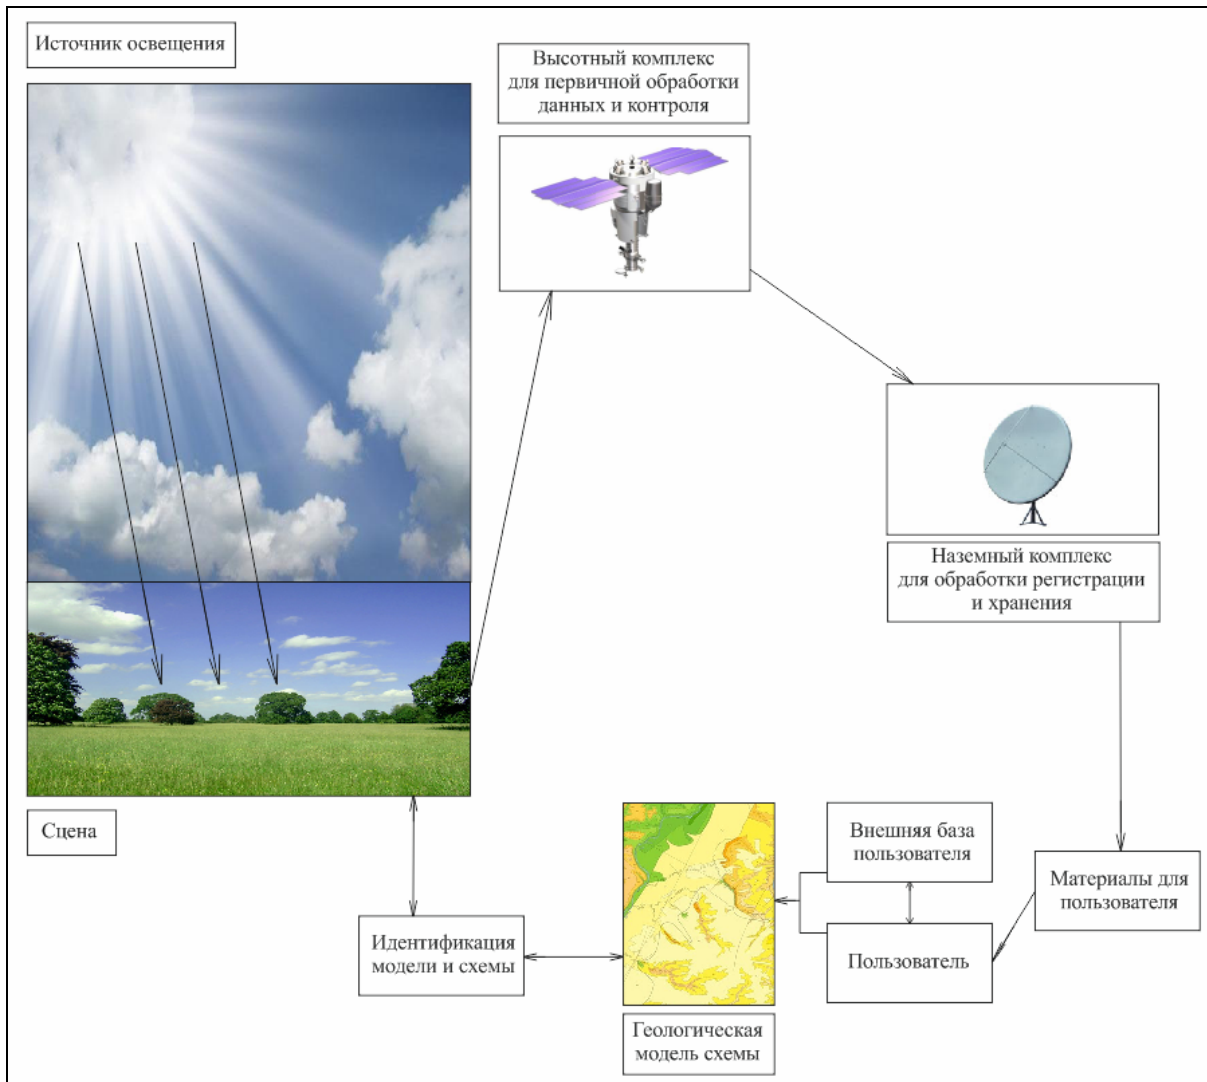 Источник освещения
Высотный комплекс
для первичной обработки
данных и контроля
Наземный комплекс
для обработки регистрации
и хранения
Сцена
Внешняя база
пользователя
Материалы для
пользователя
Идентификация
модели и схемы
Пользователь
Геологическая
модель схемы